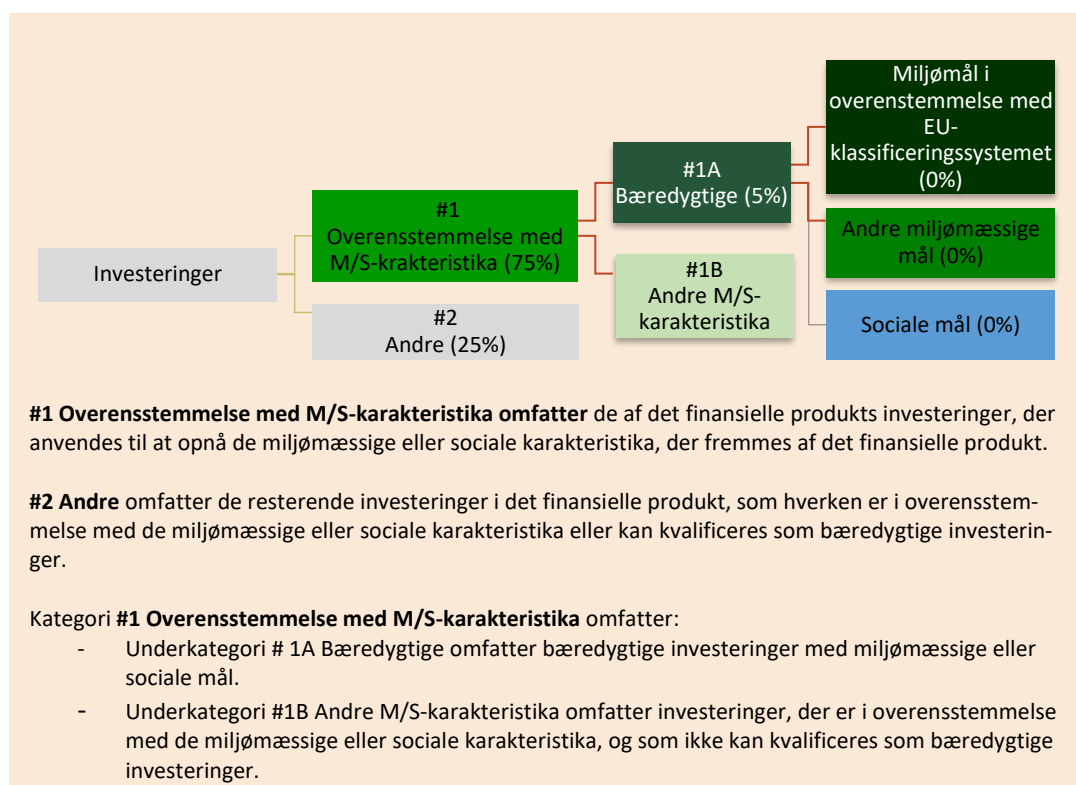 Investeringer
#1
Overensstemmelse med
M/S-krakteristika (75%)
#2
Andre (25%)
#1A
Bæredygtige (5%)
#1B
Andre M/S-
karakteristika
Miljømål i
overenstemmelse med
EU-
klassificeringssystemet
(0%)
Andre miljømæssige
mål (0%)
Sociale mål (0%)
#1 Overensstemmelse med M/S-karakteristika omfatter de af det finansielle produkts investeringer, der
anvendes til at opnå de miljømæssige eller sociale karakteristika, der fremmes af det finansielle produkt.
#2 Andre omfatter de resterende investeringer i det finansielle produkt, som hverken er i overensstem-
melse med de miljømæssige eller sociale karakteristika eller kan kvalificeres som bæredygtige investerin-
ger.
Kategori #1 Overensstemmelse med M/S-karakteristika omfatter:
- Underkategori # 1A Bæredygtige omfatter bæredygtige investeringer med miljømæssige eller
sociale mål.
- Underkategori #1B Andre M/S-karakteristika omfatter investeringer, der er i overensstemmelse
med de miljømæssige eller sociale karakteristika, og som ikke kan kvalificeres som bæredygtige
investeringer.